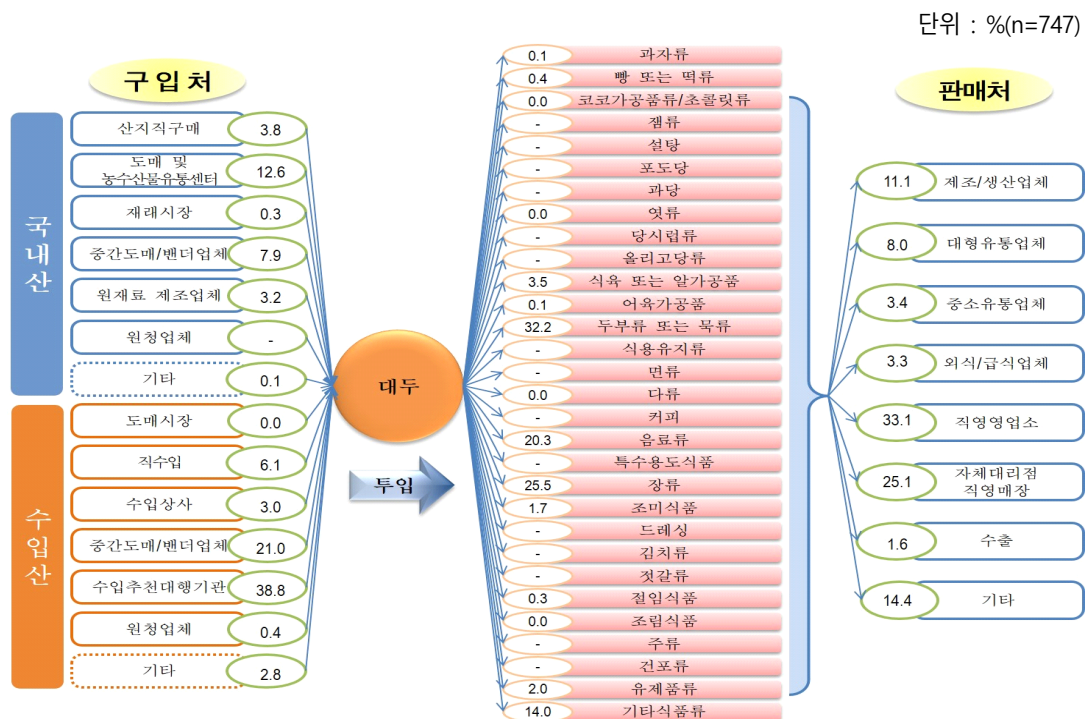 단위 : %(n=747)
구입처
국내산
산지직구매 3.8
도매 및
농수산물유통센터 12.6
재래시장 0.3
중간도매/밴더업체 7.9
원재료 제조업체 3.2
원청업체 -
기타 0.1
수입산
도매시장 0.0
직수입 6.1
수입상사 3.0
중간도매/밴더업체 21.0
수입추천대행기관 38.8
원청업체 0.4
기타 2.8
대두
투입
0.1 과자류
0.4 빵 또는 떡류
0.0 코코가공품류/초콜릿류
- 잼류
- 설탕
- 포도당
- 과당
0.0 엿류
- 당시럽류
- 올리고당류
3.5 식육 또는 알가공품
0.1 어육가공품
32.2 두부류 또는 묵류
- 식용유지류
- 면류
0.0 다류
- 커피
20.3 음료류
- 특수용도식품
25.5 장류
1.7 조미식품
- 드레싱
- 김치류
- 젓갈류
0.3 절임식품
0.0 조림식품
- 주류
- 건포류
2.0 유제품류
14.0 기타식품류
판매처
11.1 제조/생산업체
8.0 대형유통업체
3.4 중소유통업체
3.3 외식/급식업체
33.1 직영영업소
25.1 자체대리점
직영매장
1.6 수출
14.4 기타